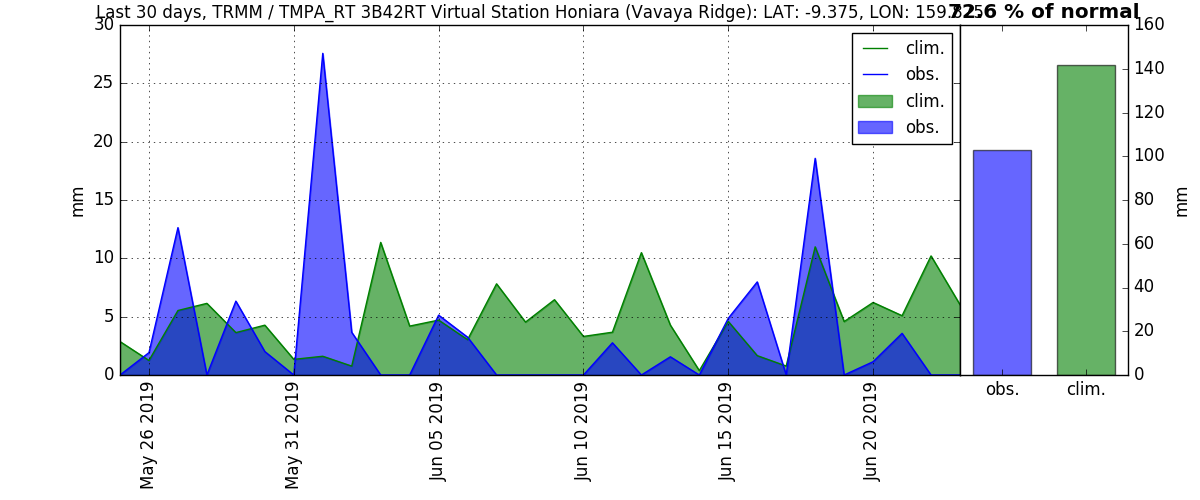 Last 30 days, TRMM / TMPA_RT 3B42RT Virtual Station Honiara (Vavaya Ridge): LAT: -9.375, LON:
72.6 % of normal
30
25
20
15
10
5
0
mm
clim.
obs.
clim.
obs.
May 26 2019
May 31 2019
Jun 05 2019
Jun 10 2019
Jun 15 2019
Jun 20 2019
160
140
120
100
80
60
40
20
0
mm
obs.
clim.